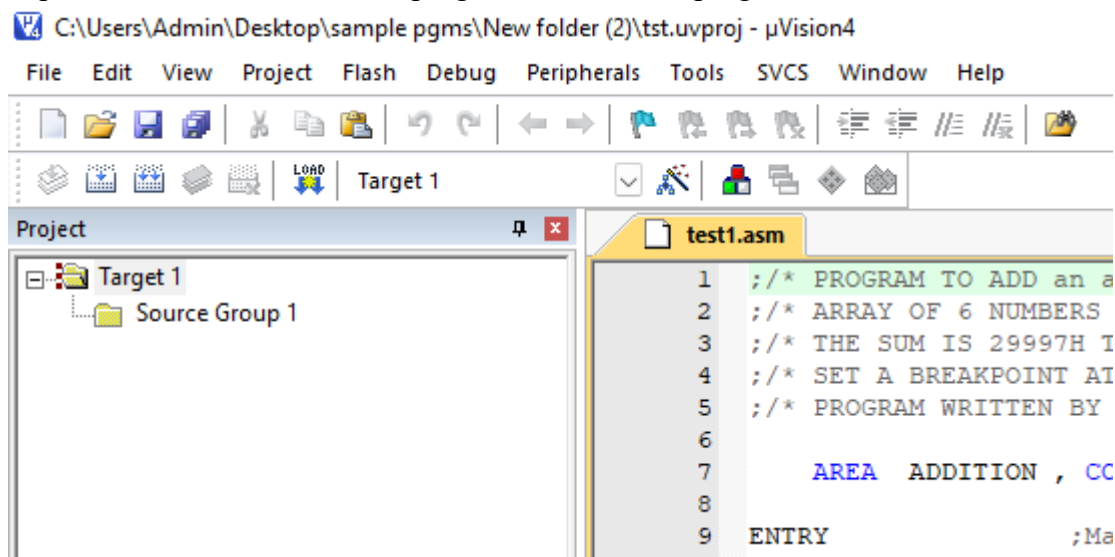 C:\Users\Admin\Desktop\sample pgms\New folder (2)\tst.uvproj - µVision4
File Edit View Project Flash Debug Peripherals Tools SVCS Window Help
LOAD Target 1
Project
test1.asm
Target 1
Source Group 1
1 ;/* PROGRAM TO ADD an a
2 ;/* ARRAY OF 6 NUMBERS
3 ;/* THE SUM IS 29997H T
4 ;/* SET A BREAKPOINT AT
5 ;/* PROGRAM WRITTEN BY
6
7 AREA ADDITION , CO
8
9 ENTRY ;Ma